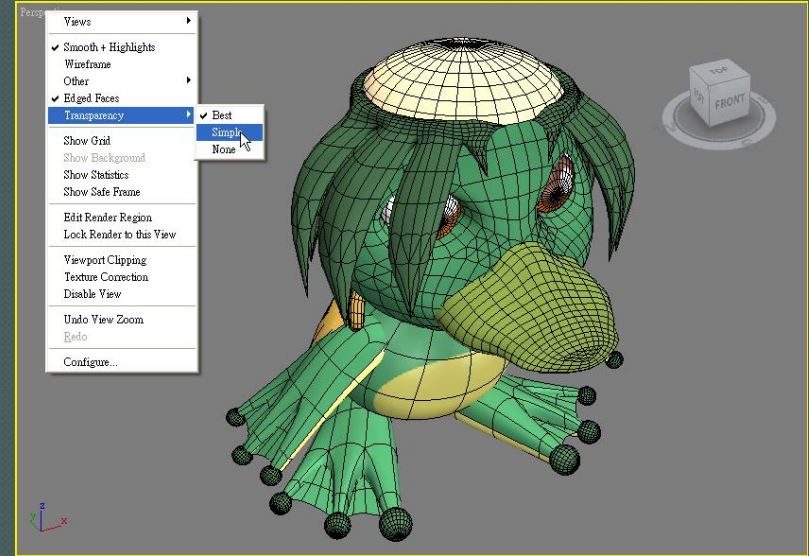 Views
Smooth + Highlights
Wireframe
Other
Edged Faces
Transparency
Best
Simple
None
Show Grid
Show Background
Show Statistics
Show Safe Frame
Edit Render Region
Lock Render to this View
Viewport Clipping
Texture Correction
Disable View
Undo View Zoom
Redo
Configure...
TOP
FRONT
z
y
x